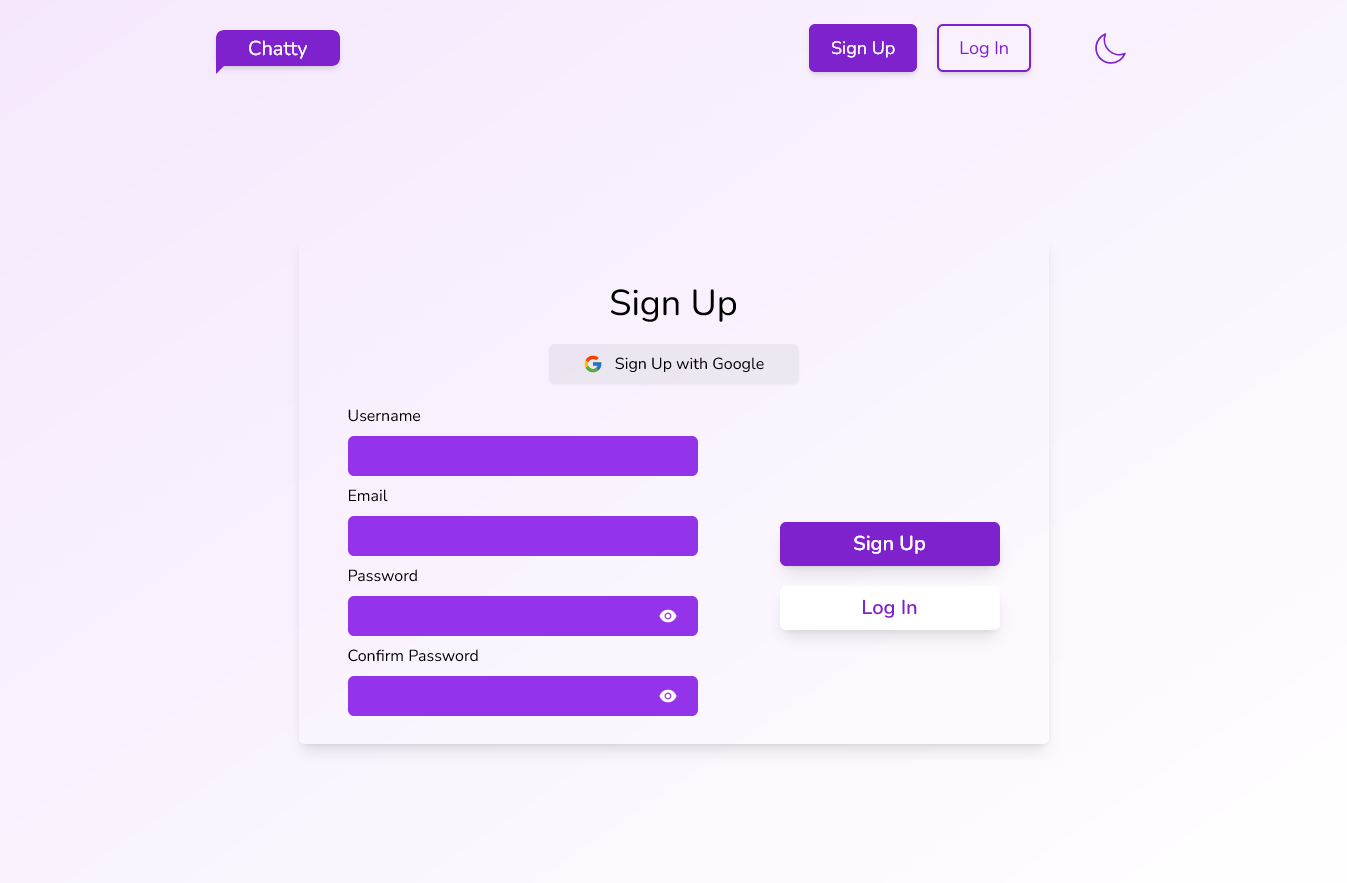 Chatty
Sign Up
Log In
Sign Up
Sign Up with Google
Username
Email
Password
Confirm Password
Sign Up
Log In